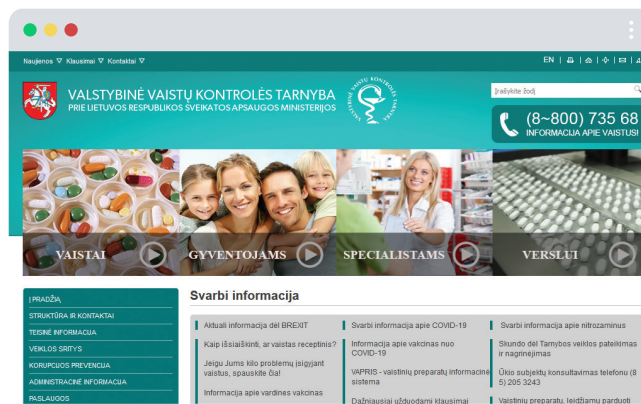 Naujienos ∇ Klausimai ∇ Kontaktai ∇
EN
VALSTYBINĖ VAISTŲ KONTROLĖS TARNYBA
PRIE LIETUVOS RESPUBLIKOS SVEIKATOS APSAUGOS MINISTERIJOS
VALSTYBINĖ VAISTŲ KONTROLĖS TARNYBA
Įrašykite žodį
(8~800) 735 68
INFORMACIJA APIE VAISTUS!
VAISTAI
GYVENTOJAMS
SPECIALISTAMS
VERSLUI
Į PRADŽIĄ
STRUKTŪRA IR KONTAKTAI
TEISINĖ INFORMACIJA
VEIKLOS SRITYS
KORUPCIJOS PREVENCIJA
ADMINISTRACINĖ INFORMACIJA
PASLAUGOS
Svarbi informacija
Aktuali informacija dėl BREXIT
Kaip išsiaiškinti, ar vaistas receptinis?
Jeigu Jums kilo problemų įsigyjant
vaistus, spauskite čia!
Informacija apie vardines vakcinas
Svarbi informacija apie COVID-19
Informacija apie vakcinas nuo
COVID-19
VAPRIS - vaistinių preparatų informacinė
sistema
Dažniausiai užduodami klausimai
Svarbi informacija apie nitrozaminus
Skundo dėl Tarnybos veiklos pateikimas
ir nagrinėjimas
Ūkio subjektų konsultavimas telefonu (8
5) 205 3243
Vaistinių preparatų, leidžiamų parduoti